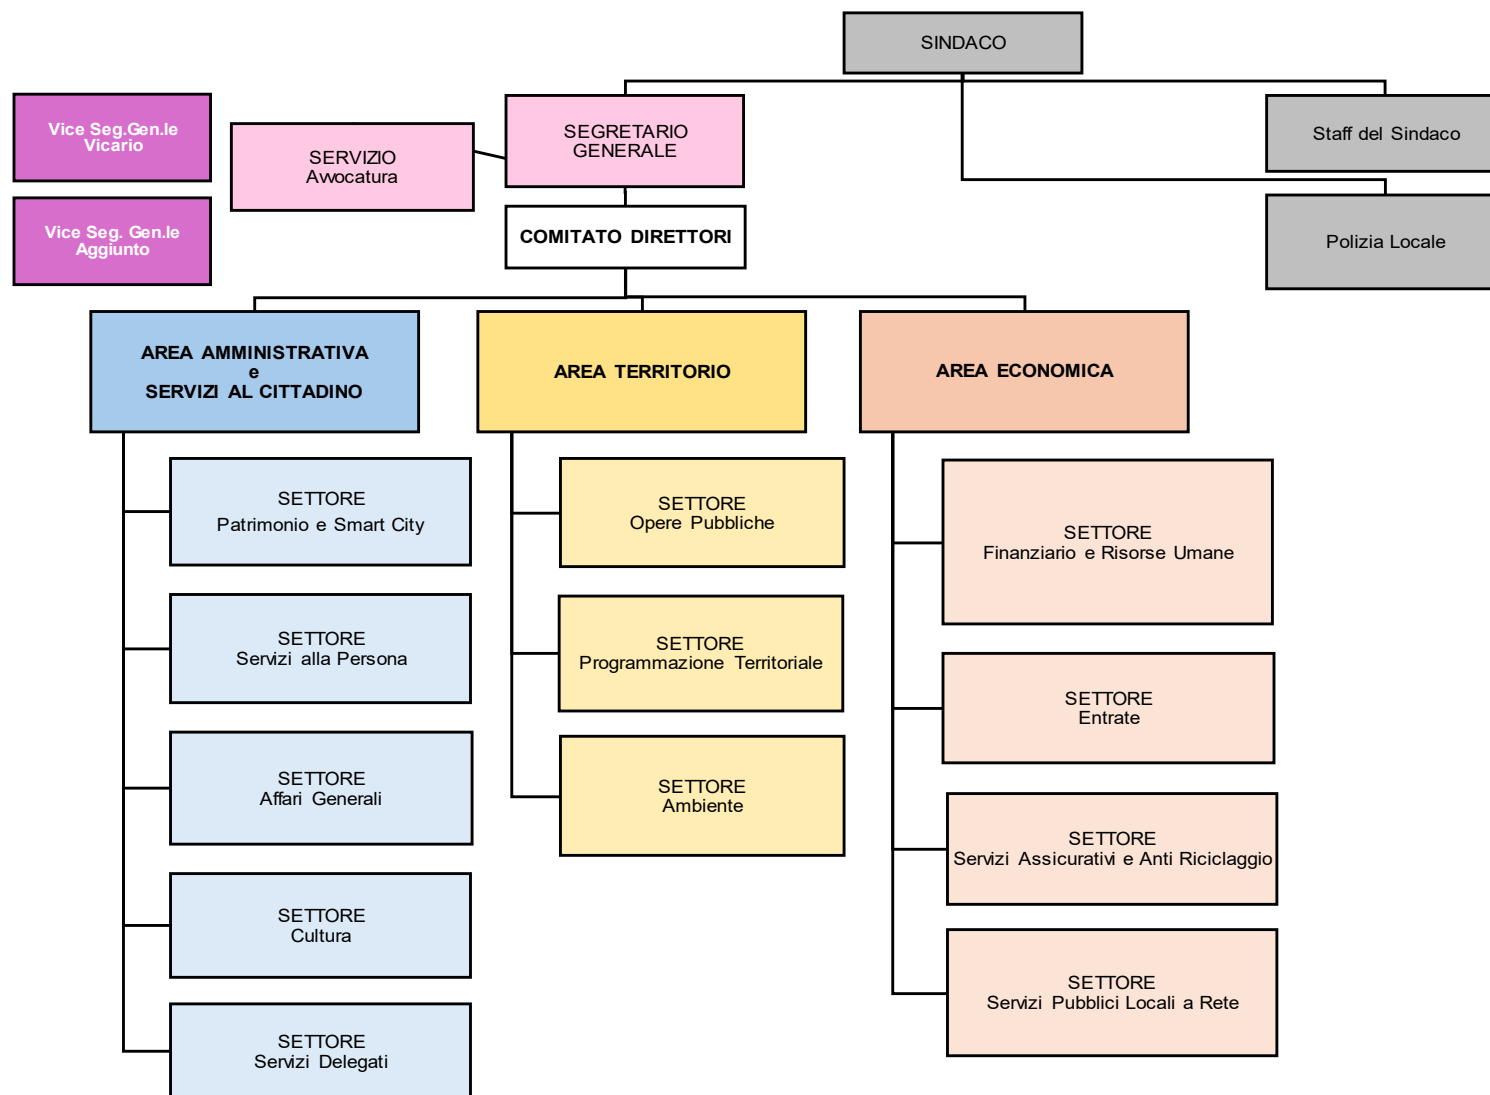 SINDACO
Vice Seg.Gen.le
Vicario
SERVIZIO
Avvocatura
SEGRETARIO
GENERALE
Staff del Sindaco
Vice Seg. Gen.le
Aggiunto
COMITATO DIRETTORI
Polizia Locale
AREA AMMINISTRATIVA
e
SERVIZI AL CITTADINO
AREA TERRITORIO
AREA ECONOMICA
SETTORE
Patrimonio e Smart City
SETTORE
Servizi alla Persona
SETTORE
Affari Generali
SETTORE
Cultura
SETTORE
Servizi Delegati
SETTORE
Opere Pubbliche
SETTORE
Programmazione Territoriale
SETTORE
Ambiente
SETTORE
Finanziario e Risorse Umane
SETTORE
Entrate
SETTORE
Servizi Assicurativi e Anti Riciclaggio
SETTORE
Servizi Pubblici Locali a Rete